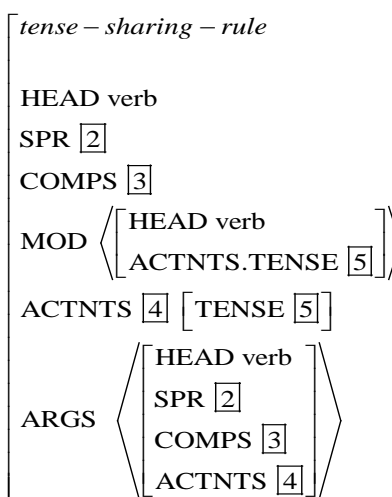 tense – sharing – rule
HEAD verb
SPR 2
COMPS 3
MOD ⟨[HEAD verb
ACTNTS.TENSE 5]⟩
ACTNTS 4 [TENSE 5]
ARGS ⟨[HEAD verb
SPR 2
COMPS 3
ACTNTS 4]⟩